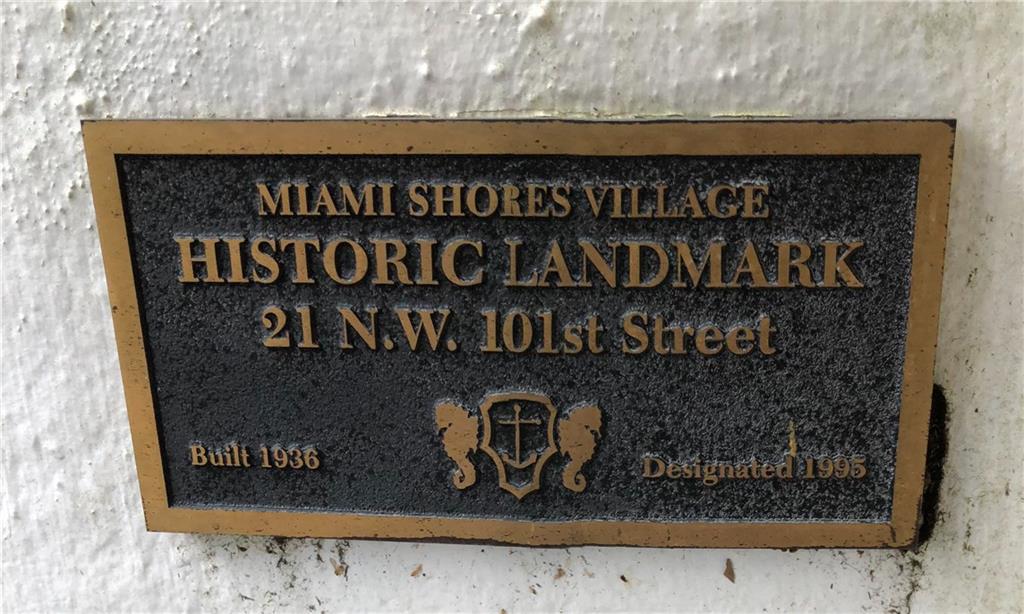 MIAMI SHORES VILLAGE
HISTORIC LANDMARK
21 N.W. 101st Street
Built 1936
Designated 1995